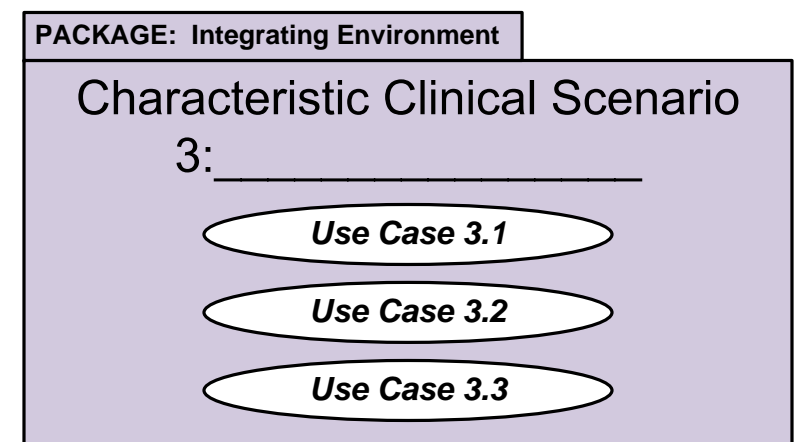 PACKAGE: Integrating Environment
Characteristic Clinical Scenario
3:________________
Use Case 3.1
Use Case 3.2
Use Case 3.3